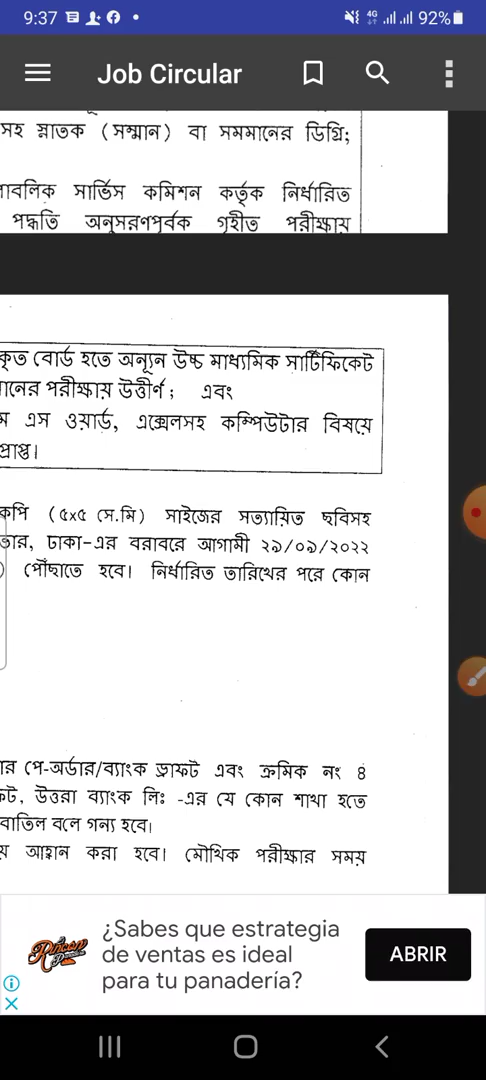 9:37
4G 92%
Job Circular
সহ স্নাতক (সম্মান) বা সমমানের ডিগ্রি;
সার্ভিস কমিশন কর্তৃক নির্ধারিত
পদ্ধতি অনুসরণপূর্বক গৃহীত পরীক্ষায়
কৃত বোর্ড হতে অন্যূন উচ্চ মাধ্যমিক সার্টিফিকেট
মানের পরীক্ষায় উত্তীর্ণ; এবং
এস ওয়ার্ড, এক্সেলসহ কম্পিউটার বিষয়ে
প্রাপ্ত।
কপি (৫x৫ সে.মি) সাইজের সত্যায়িত ছবিসহ
ভার, ঢাকা-এর বরাবরে আগামী ২৯/০৯/২০২২
) পৌঁছাতে হবে। নির্ধারিত তারিখের পরে কোন
পে-অর্ডার/ব্যাংক ড্রাফট এবং ক্রমিক নং ৪
ফট, উত্তরা ব্যাংক লিঃ -এর যে কোন শাখা হতে
বাতিল বলে গন্য হবে।
আহ্বান করা হবে। মৌখিক পরীক্ষার সময়
¿Sabes que estrategia
de ventas es ideal
para tu panadería?
ABRIR